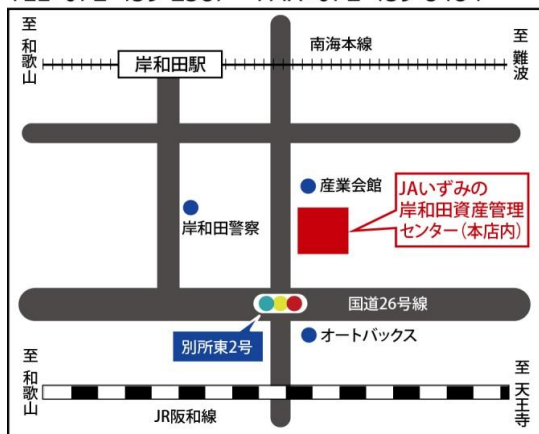 至和歌山
南海本線
至難波
岸和田駅
産業会館
JAいずみの
岸和田資産管理
センター(本店内)
岸和田警察
国道26号線
別所東2号
オートバックス
至和歌山
至天王寺
JR阪和線